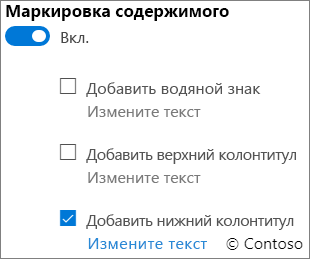 Маркировка содержимого
Вкл.
Добавить водяной знак
Измените текст
Добавить верхний колонтитул
Измените текст
Добавить нижний колонтитул
Измените текст © Contoso